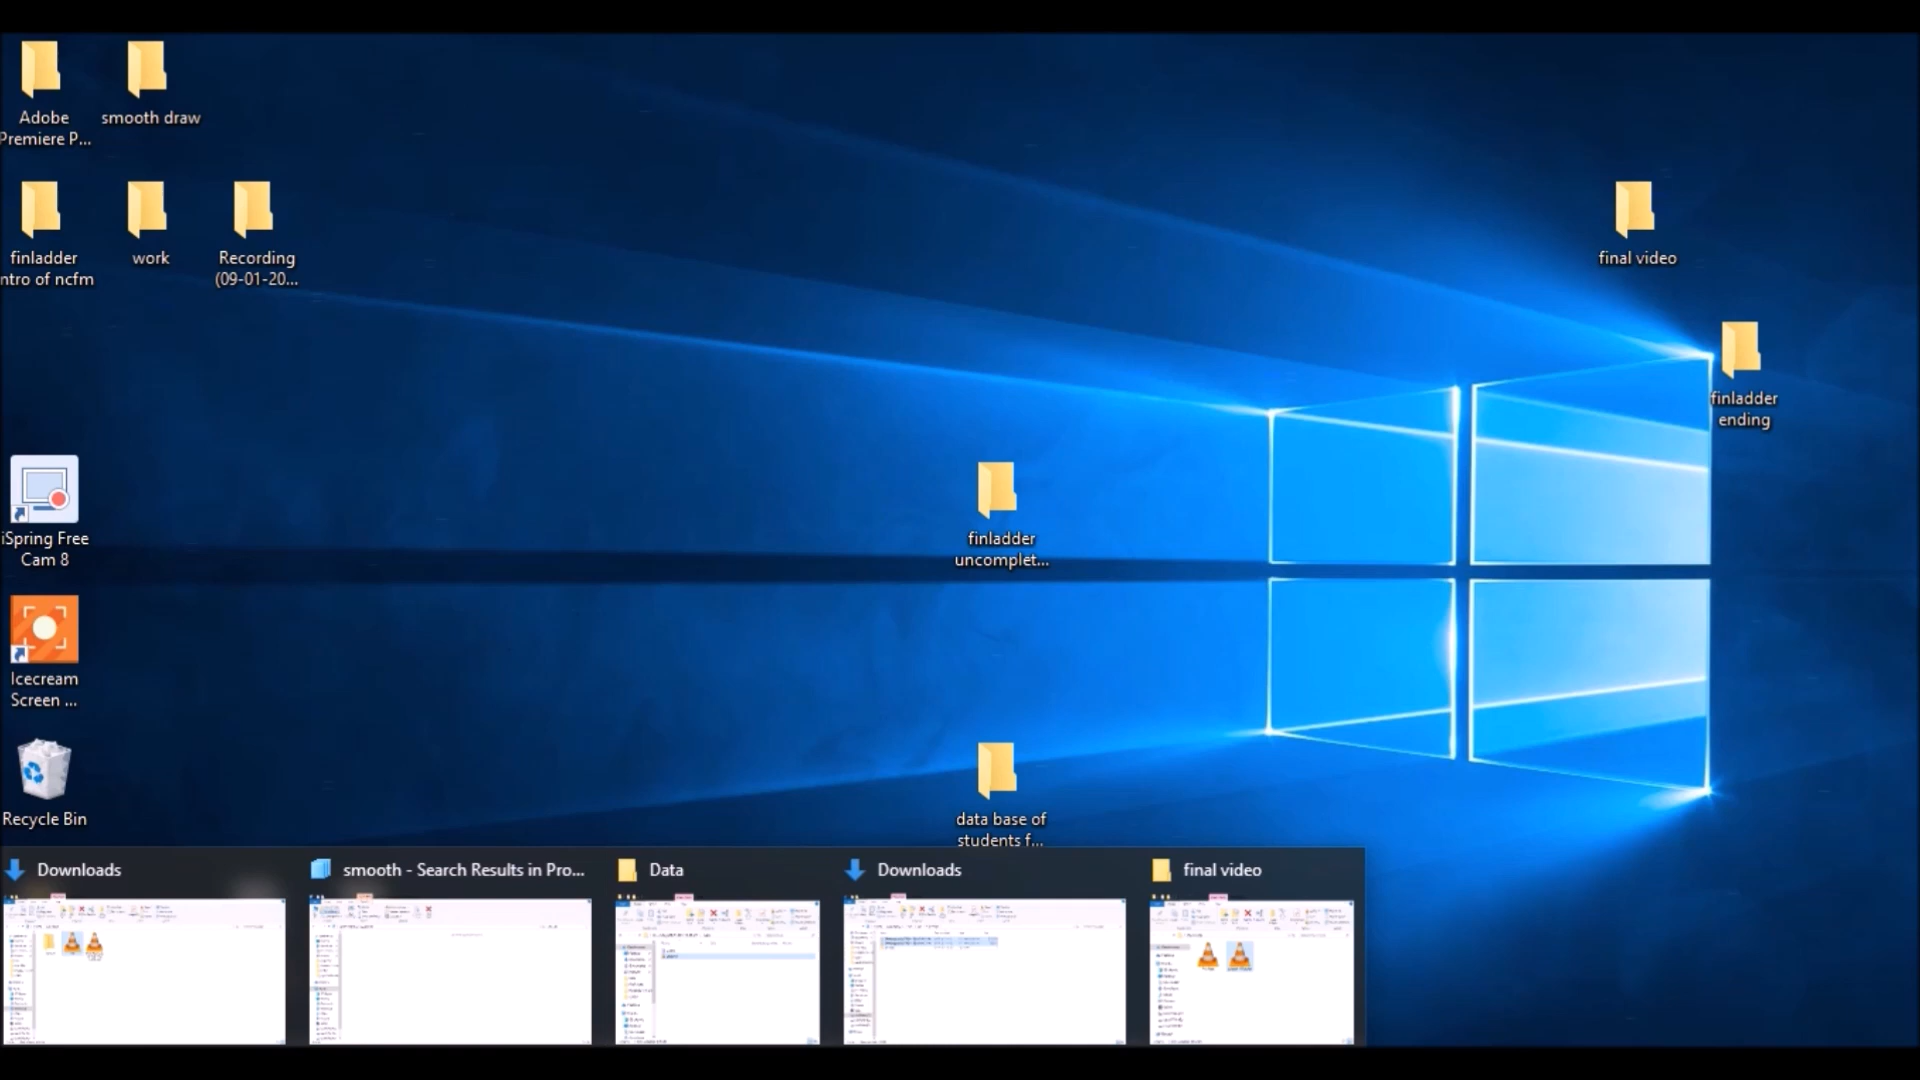 Adobe
Premiere P...
smooth draw
finladder
ntro of ncfm
work
Recording
(09-01-20...
final video
finladder
ending
iSpring Free
Cam 8
finladder
uncomplet...
Icecream
Screen ...
Recycle Bin
data base of
students f...
Downloads
smooth - Search Results in Pro...
Data
Downloads
final video